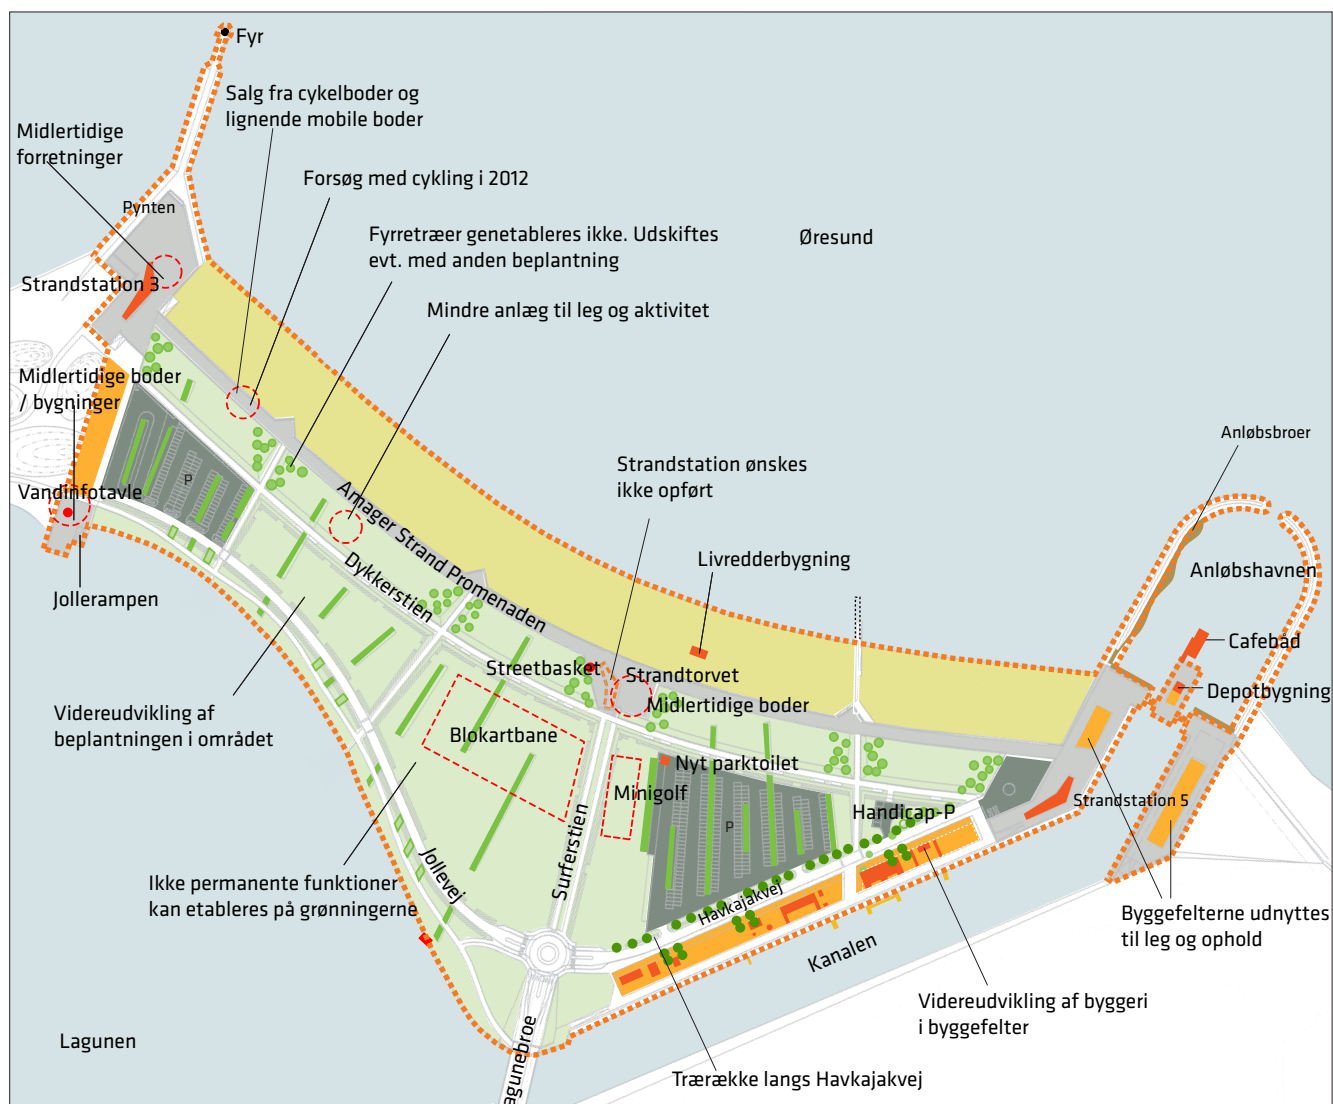 Fyr
Salg fra cykelboder og
lignende mobile boder
Midlertidige
forretninger
Forsøg med cykling i 2012
Pynten
Fyrretræer genetableres ikke. Udskiftes
evt. med anden beplantning
Øresund
Strandstation 3
Mindre anlæg til leg og aktivitet
Midlertidige boder
/ bygninger
Anløbsbroer
Strandstation ønskes
ikke opført
P
Vandinfotavle
Amager Strand Promenaden
Dykkerstien
Livredderbygning
Anløbshavnen
Jollerampen
Cafebåd
Streetbasket
Strandtorvet
Depotbygning
Midlertidige boder
Videreudvikling af
beplantningen i området
Blokartbane
Nyt parktoilet
Minigolf
Strandstation 5
Handicap-P
P
Jollevej
Surferstien
Ikke permanente funktioner
kan etableres på grønningerne
Havkajakvej
Byggefelterne udnyttes
til leg og ophold
Kanalen
Videreudvikling af byggeri
i byggefelter
Lagunen
agunebroe
Trærække langs Havkajakvej